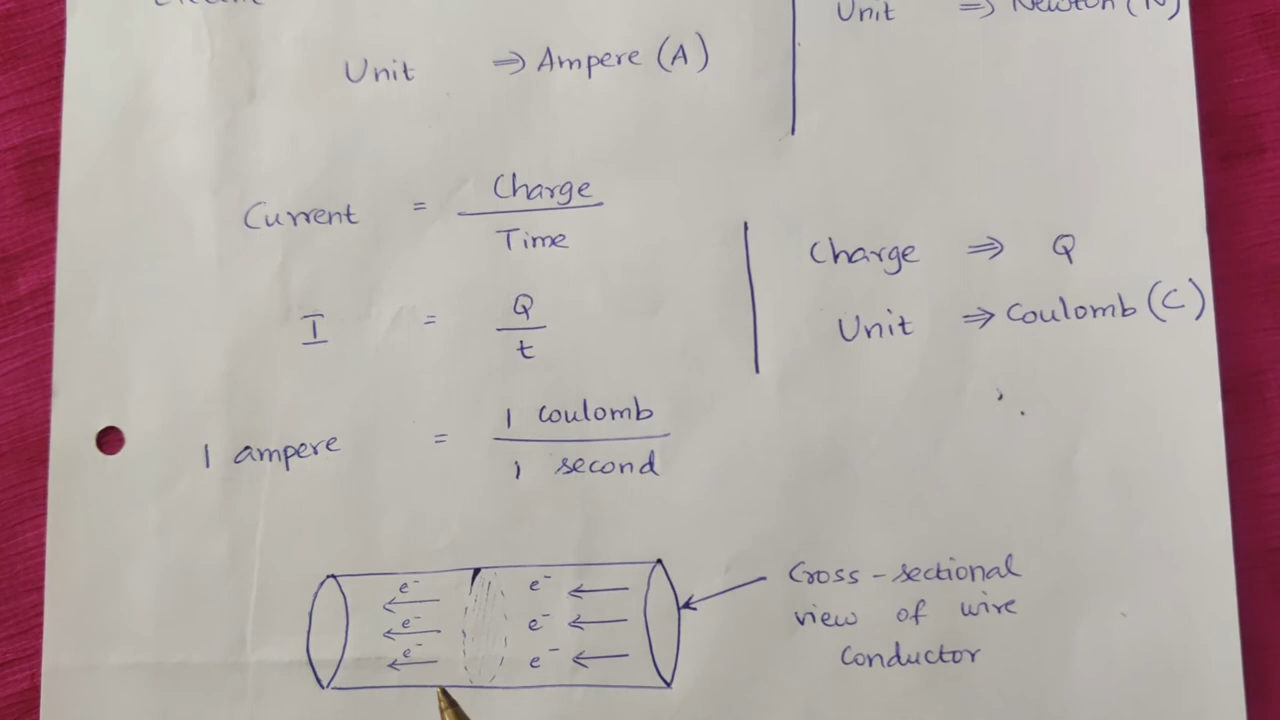 Unit ⇒ Newton (N)
Unit ⇒ Ampere (A)
Current = Charge / Time
I = Q / t
1 ampere = 1 coulomb / 1 second
Charge ⇒ Q
Unit ⇒ Coulomb (C)
e⁻ e⁻
e⁻ e⁻
e⁻ e⁻
Cross-sectional
view of wire
conductor